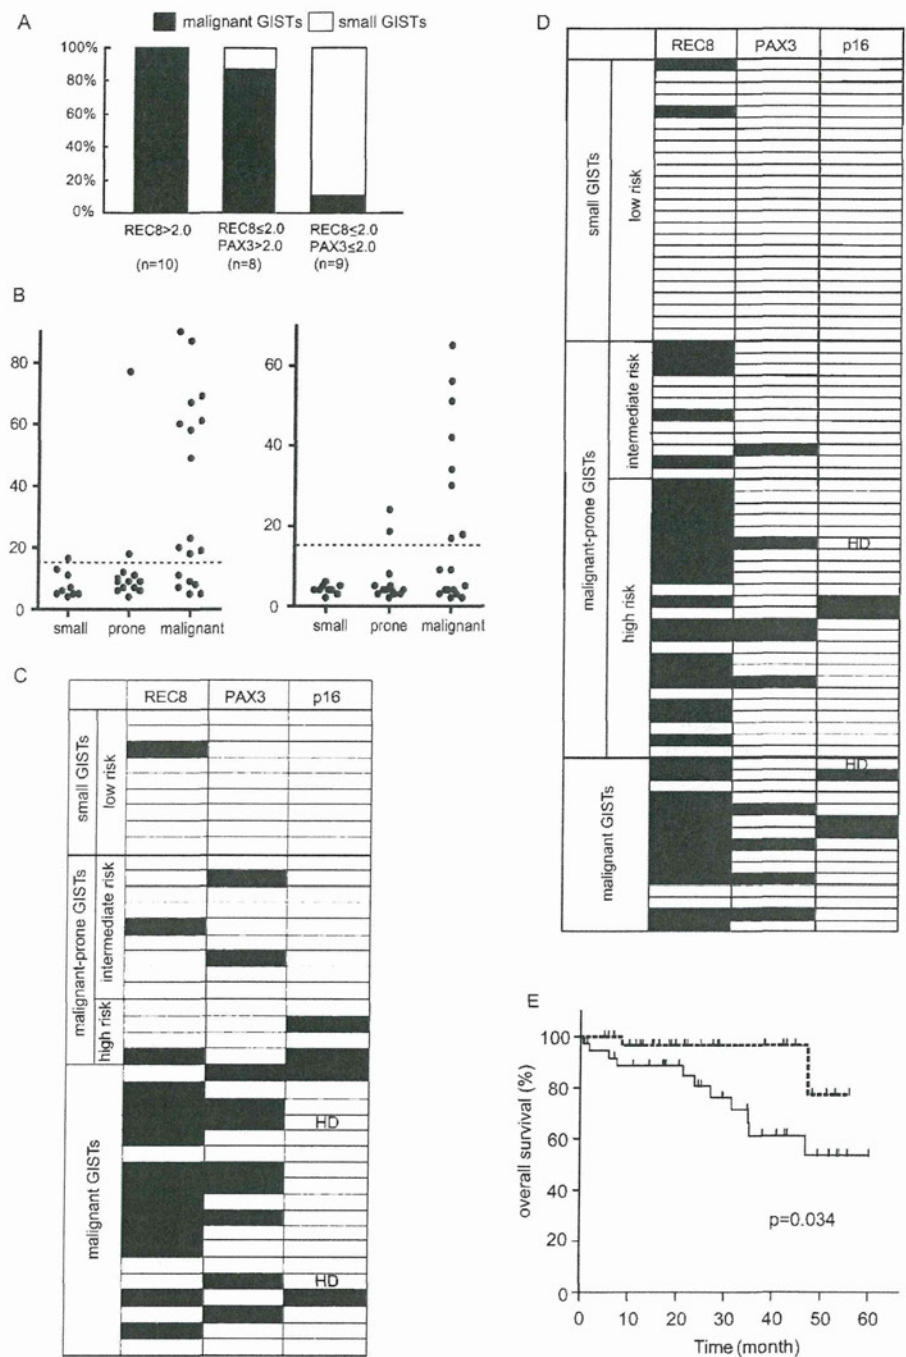 A
malignant GISTs
small GISTs
100%
80%
60%
40%
20%
0%
REC8>2.0
(n=10)
REC8≤2.0
PAX3>2.0
(n=8)
REC8≤2.0
PAX3≤2.0
(n=9)
B
80
60
40
20
0
small
prone
malignant
60
40
20
0
small
prone
malignant
C
REC8
PAX3
p16
small GISTs
low risk
malignant-prone GISTs
intermediate risk
high risk
malignant GISTs
HD
HD
D
REC8
PAX3
p16
small GISTs
low risk
malignant-prone GISTs
intermediate risk
high risk
malignant GISTs
HD
HD
E
overall survival (%)
100
80
60
40
20
0
p=0.034
0 10 20 30 40 50 60
Time (month)